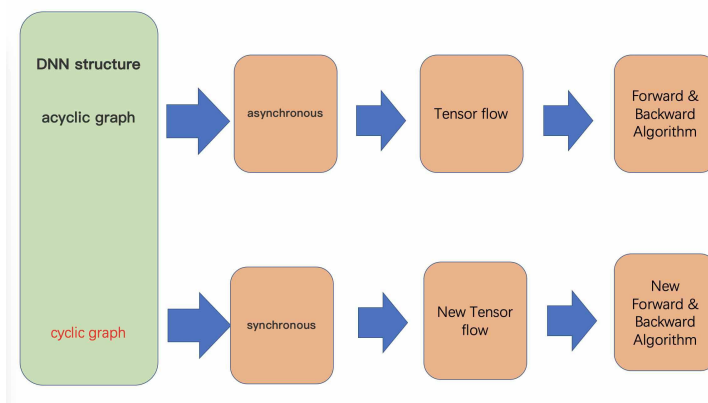 DNN structure
acyclic graph
asynchronous
Tensor flow
Forward &
Backward
Algorithm
cyclic graph
synchronous
New Tensor
flow
New
Forward &
Backward
Algorithm